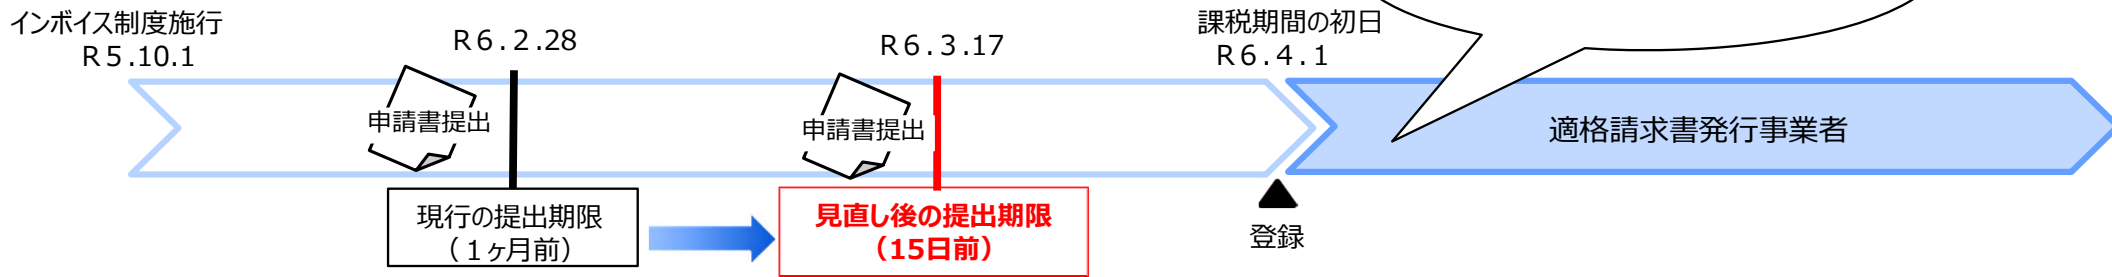 インボイス制度施行
R5.10.1
R6.2.28
R6.3.17
課税期間の初日
R6.4.1
申請書提出
申請書提出
適格請求書発行事業者
現行の提出期限
(1ヶ月前)
見直し後の提出期限
(15日前)
登録